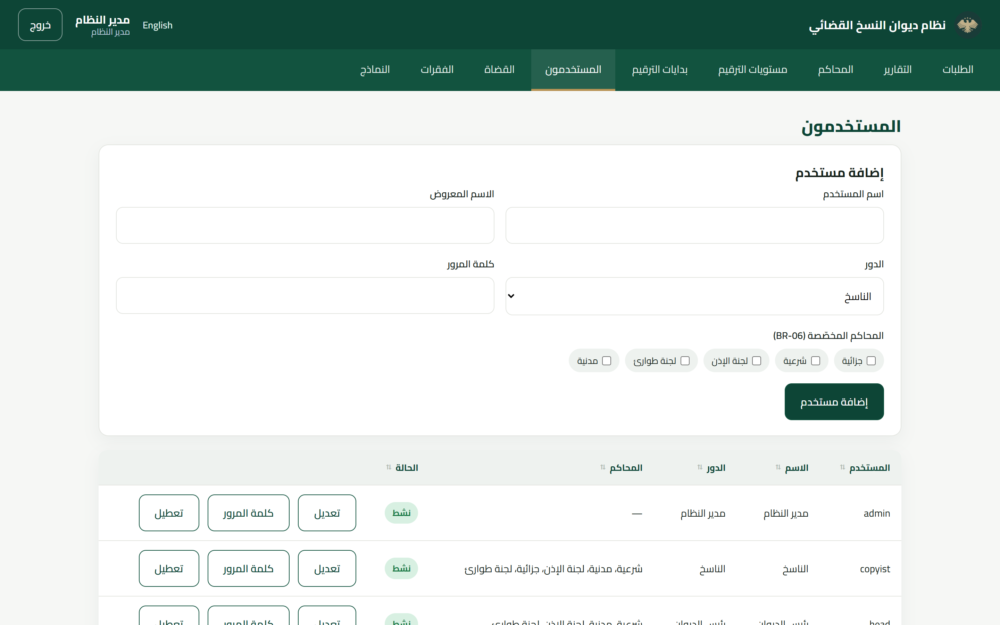 نظام ديوان النسخ القضائي
English
مدير النظام
مدير النظام
خروج
الطلبات التقارير المحاكم مستويات الترقيم بدايات الترقيم المستخدمون القضاة الفقرات النماذج
المستخدمون
إضافة مستخدم
اسم المستخدم الاسم المعروض
الدور كلمة المرور
الناسخ
المحاكم المخصّصة (BR-06)
جزائية شرعية لجنة الإذن لجنة طوارئ مدنية
إضافة مستخدم
المستخدم الاسم الدور المحاكم الحالة
admin مدير النظام مدير النظام — نشط تعديل كلمة المرور تعطيل
copyist الناسخ الناسخ شرعية، مدنية، لجنة الإذن، جزائية، لجنة طوارئ نشط تعديل كلمة المرور تعطيل
head رئيس الديوان رئيس الديوان شرعية، مدنية، لجنة الإذن، لجنة طوارئ نشط تعديل كلمة المرور تعطيل